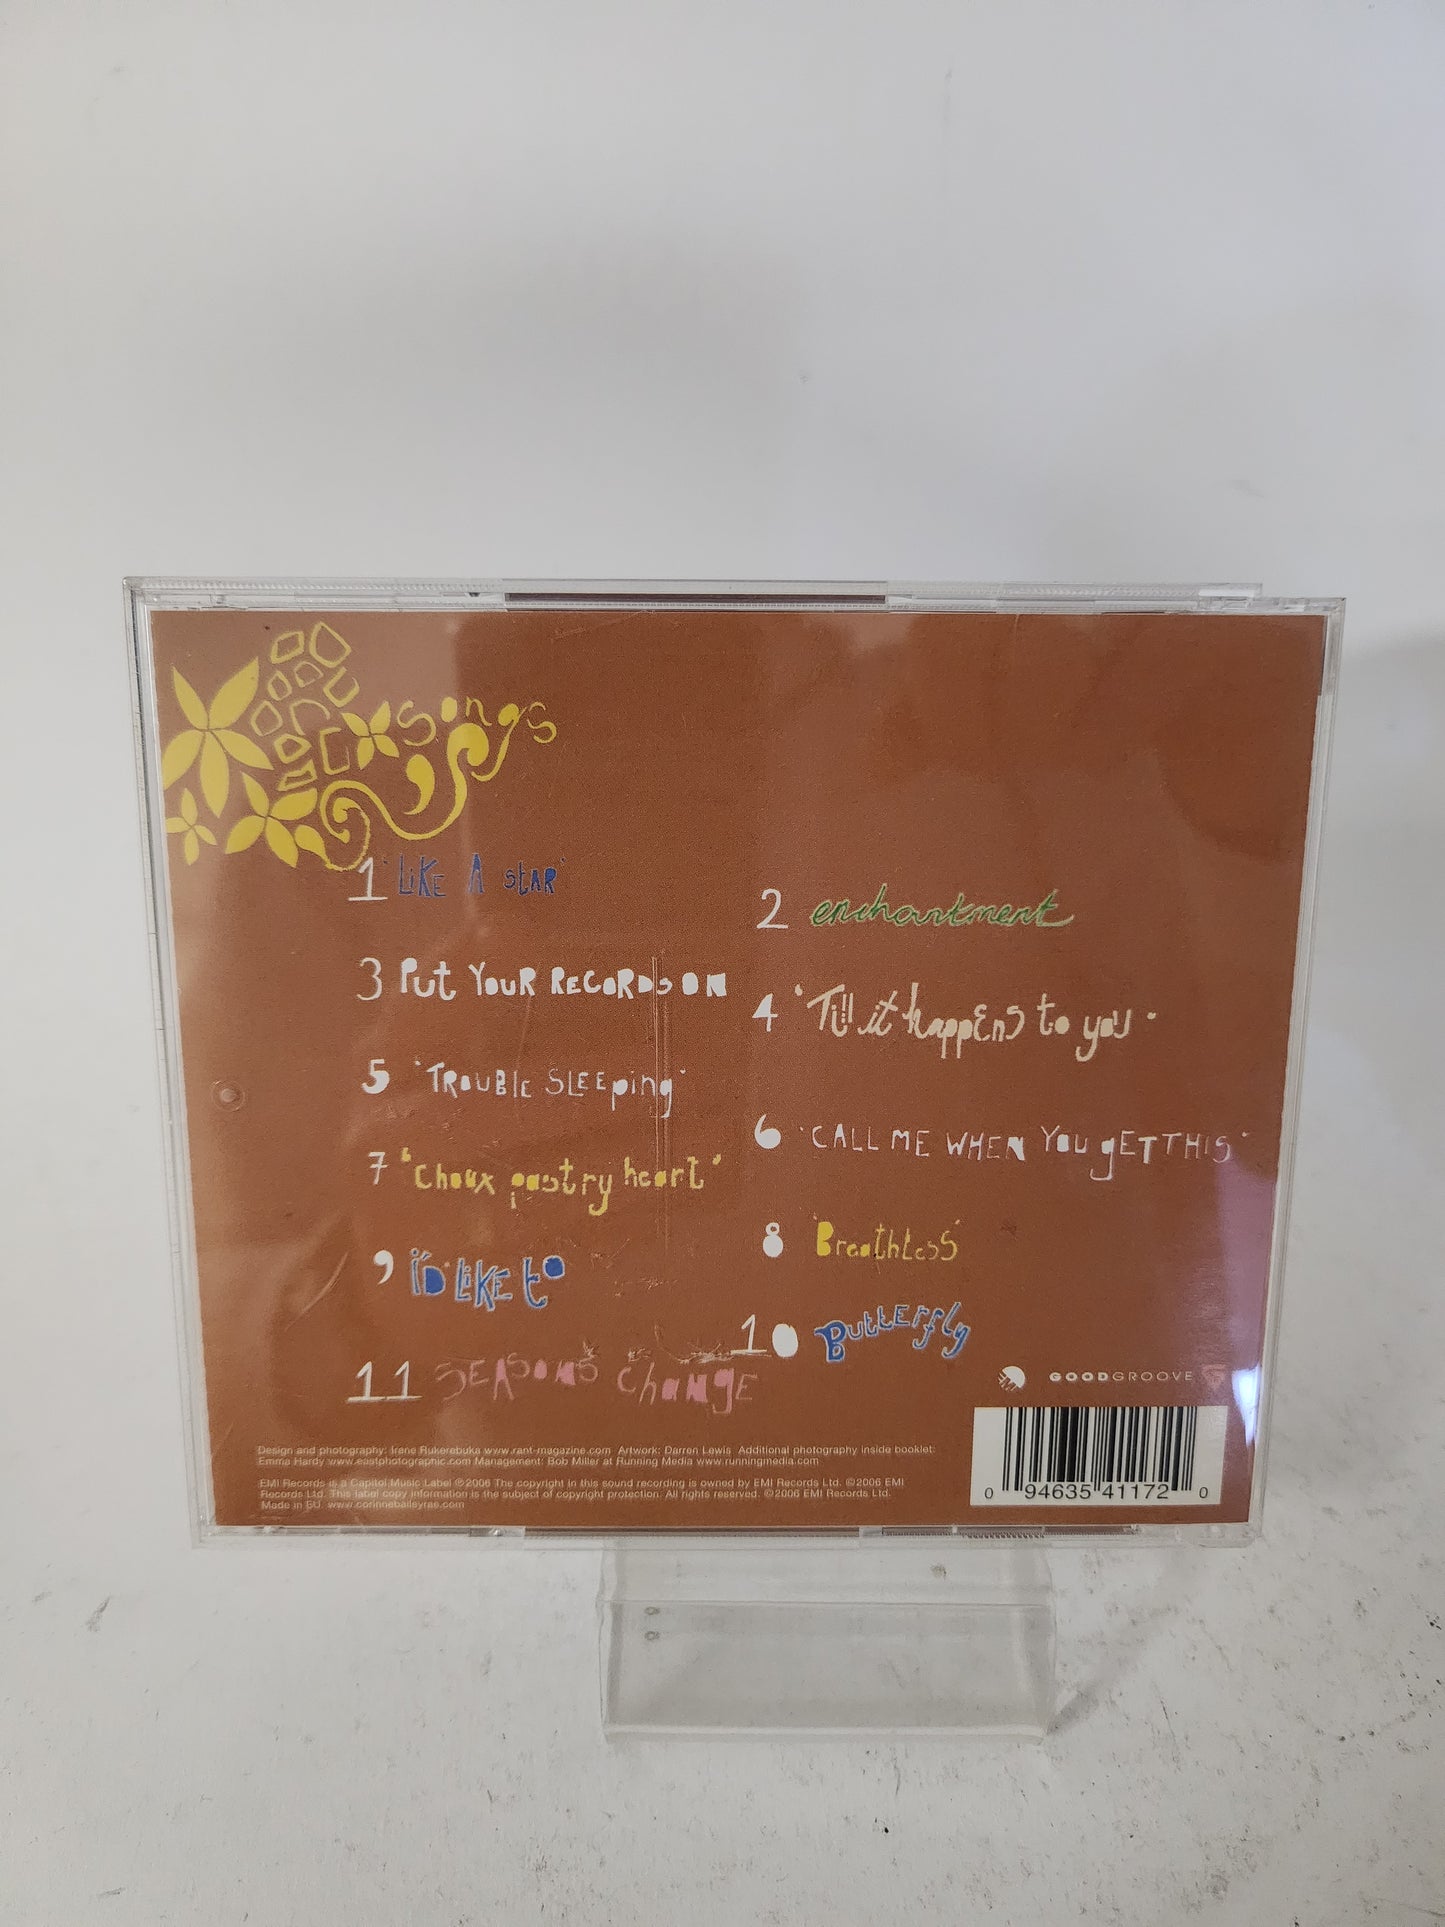 songs
1 'LIKE A StAR'
2 enchantment
3 Put YOUR RECORDS ON
4 'Till it happEns to you'
5 'TROUBLE SLEEping'
6 'CALL ME WHEN YOU gET THIS'
7 'choux pastry heart'
8 'BreathLess'
9 I'D LIKE to
10 ButtErfly
11 SEASONS ChANgE
GOODGROOVE
Design and photography: Irene Rukerebuka www.rant-magazine.com Artwork: Darren Lewis Additional photography inside booklet:
Emma Hardy www.eastphotographic.com Management: Bob Miller at Running Media www.runningmedia.com
EMI Records is a Capitol Music Label ℗2006 The copyright in this sound recording is owned by EMI Records Ltd. ©2006 EMI
Records Ltd. This label copy information is the subject of copyright protection. All rights reserved. ©2006 EMI Records Ltd.
Made in EU. www.corinnebaileyrae.com
0 94635 41172 0